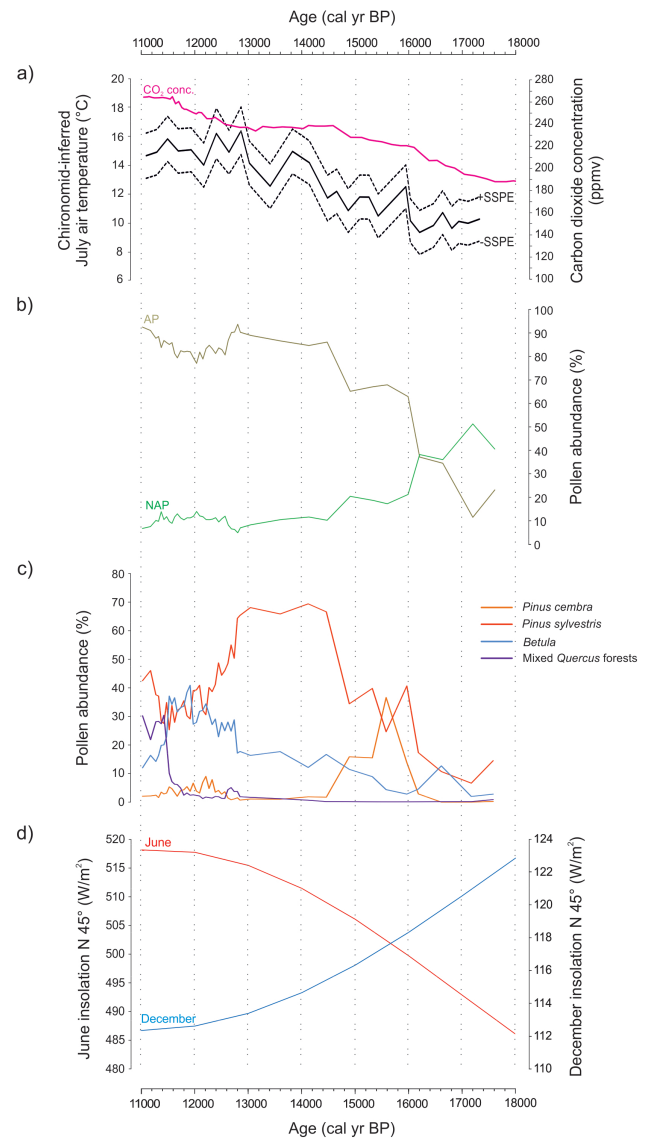 Age (cal yr BP)
11000 12000 13000 14000 15000 16000 17000 18000
a)
20
18
16
14
12
10
8
6
Chironomid-inferred
July air temperature (°C)
CO₂ conc.
+SSPE
-SSPE
280
260
240
220
200
180
160
140
120
100
Carbon dioxide concentration
(ppmv)
b)
AP
NAP
100
90
80
70
60
50
40
30
20
10
0
Pollen abundance (%)
c)
80
70
60
50
40
30
20
10
0
Pollen abundance (%)
Pinus cembra
Pinus sylvestris
Betula
Mixed Quercus forests
d)
520
515
510
505
500
495
490
485
480
June insolation N 45° (W/m²)
June
December
124
122
120
118
116
114
112
110
December insolation N 45° (W/m²)
11000 12000 13000 14000 15000 16000 17000 18000
Age (cal yr BP)